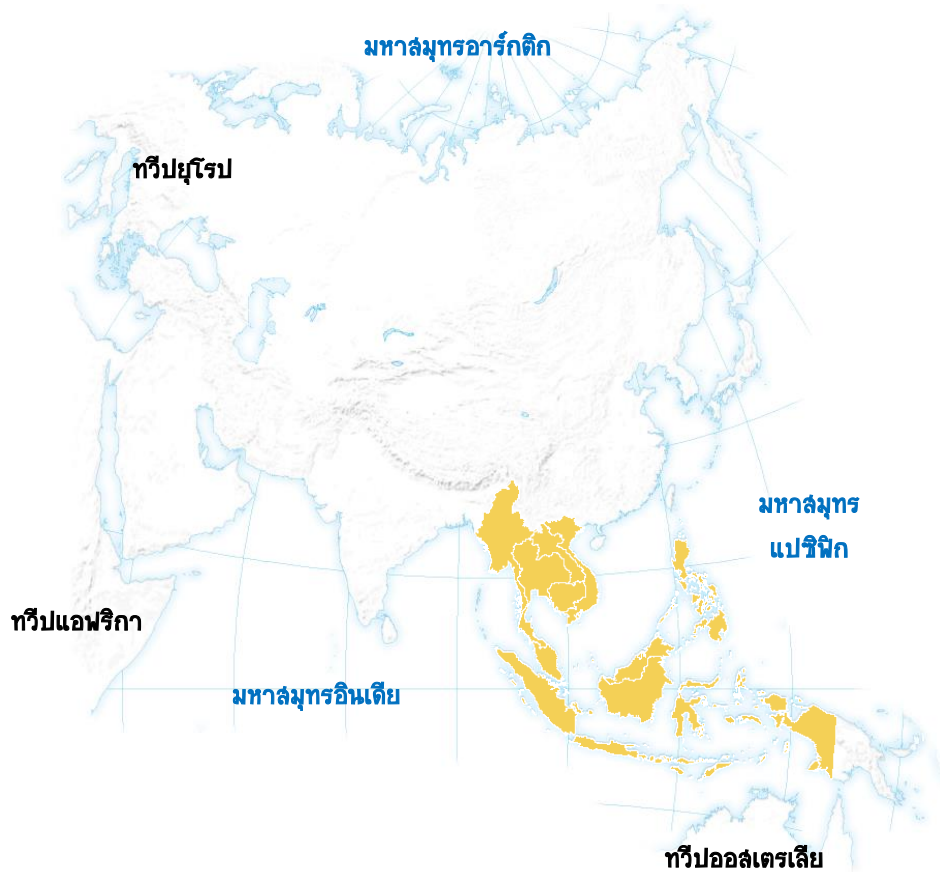 มหาสมุทรอาร์กติก
ทวีปยุโรป
มหาสมุทร
แปซิฟิก
ทวีปแอฟริกา
มหาสมุทรอินเดีย
ทวีปออสเตรเลีย